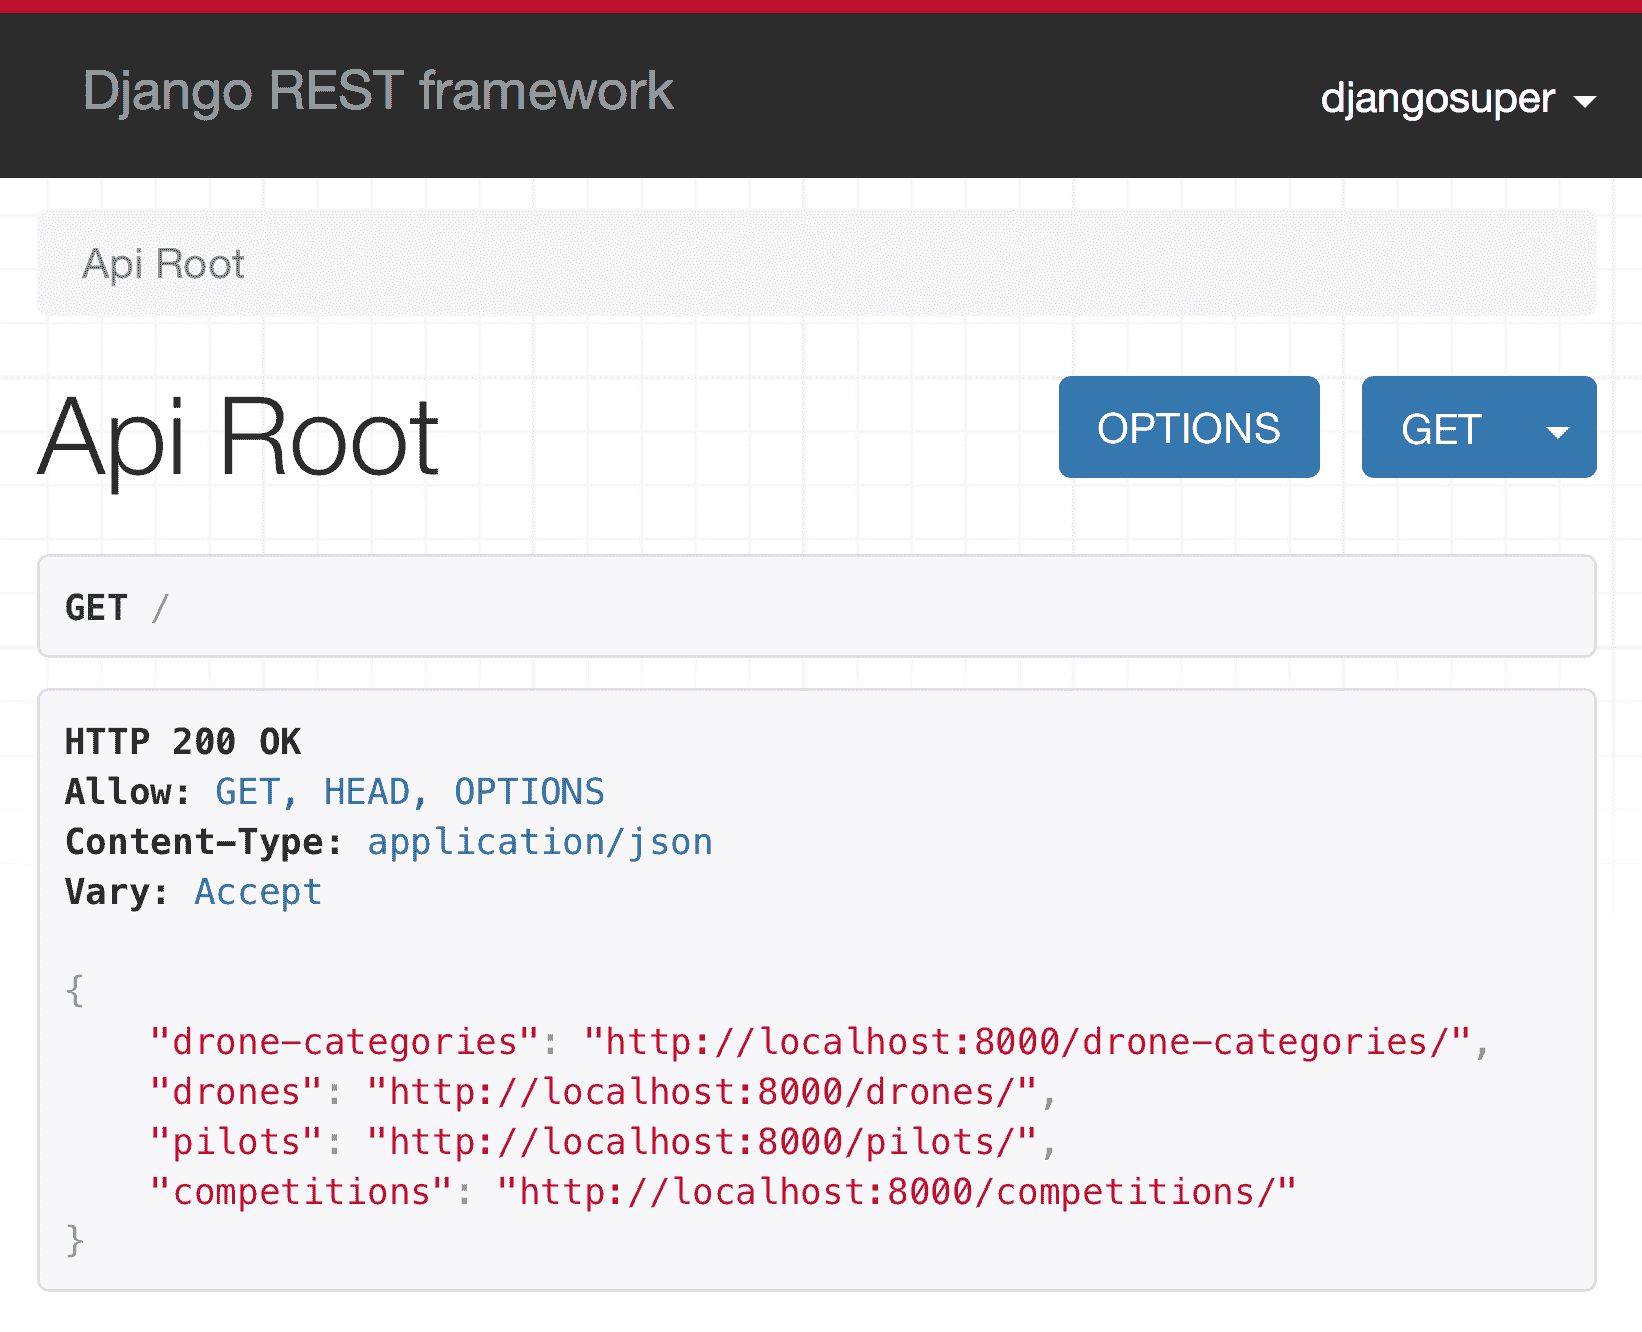 Django REST framework
djangosuper
Api Root
Api Root
OPTIONS
GET
GET /
HTTP 200 OK
Allow: GET, HEAD, OPTIONS
Content-Type: application/json
Vary: Accept
{
    "drone-categories": "http://localhost:8000/drone-categories/",
    "drones": "http://localhost:8000/drones/",
    "pilots": "http://localhost:8000/pilots/",
    "competitions": "http://localhost:8000/competitions/"
}